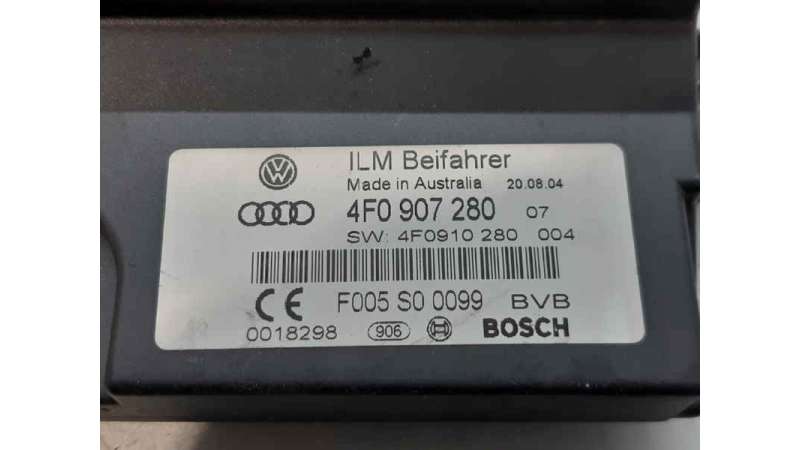 ILM Beifahrer
Made in Australia 20.08.04
4F0 907 280 07
SW: 4F0910 280 004
F005 S0 0099 BVB
CE
0018298 906 BOSCH